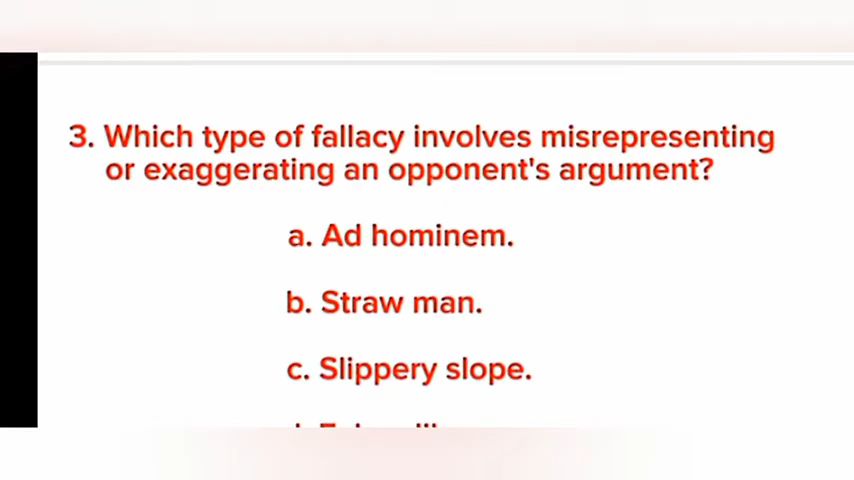 3. Which type of fallacy involves misrepresenting
or exaggerating an opponent's argument?
a. Ad hominem.
b. Straw man.
c. Slippery slope.